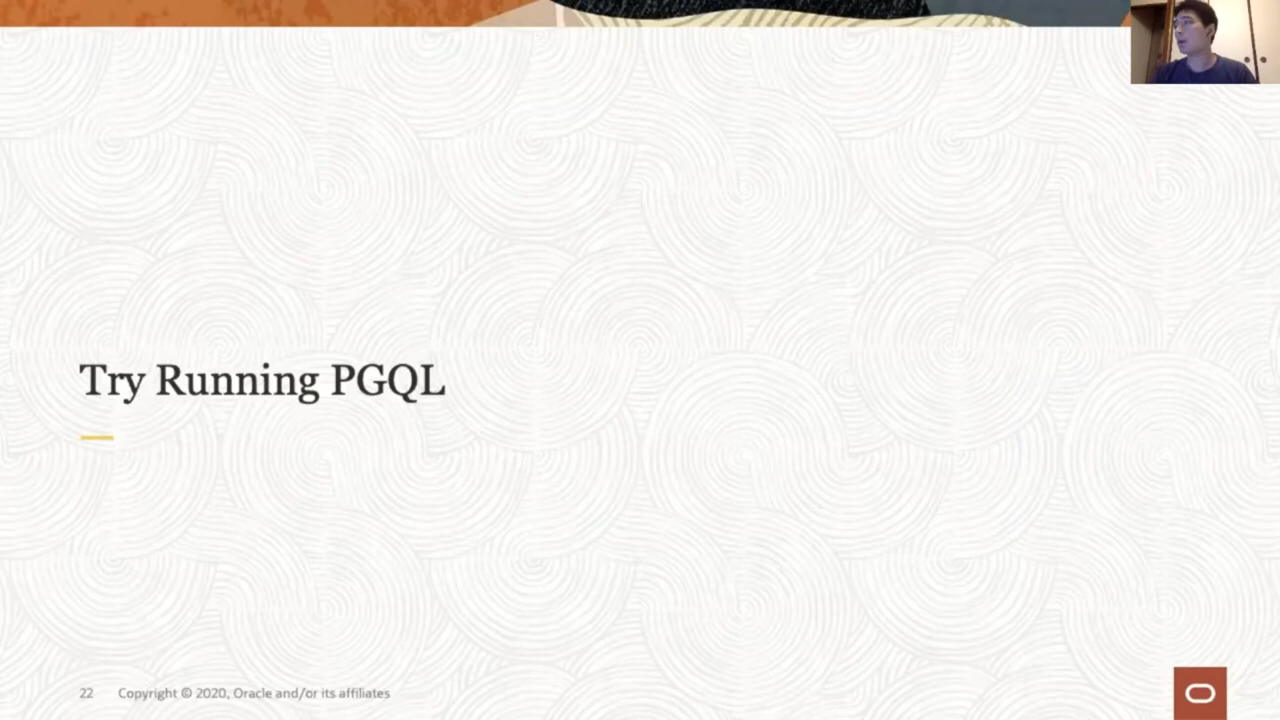 Try Running PGQL
22 Copyright © 2020, Oracle and/or its affiliates